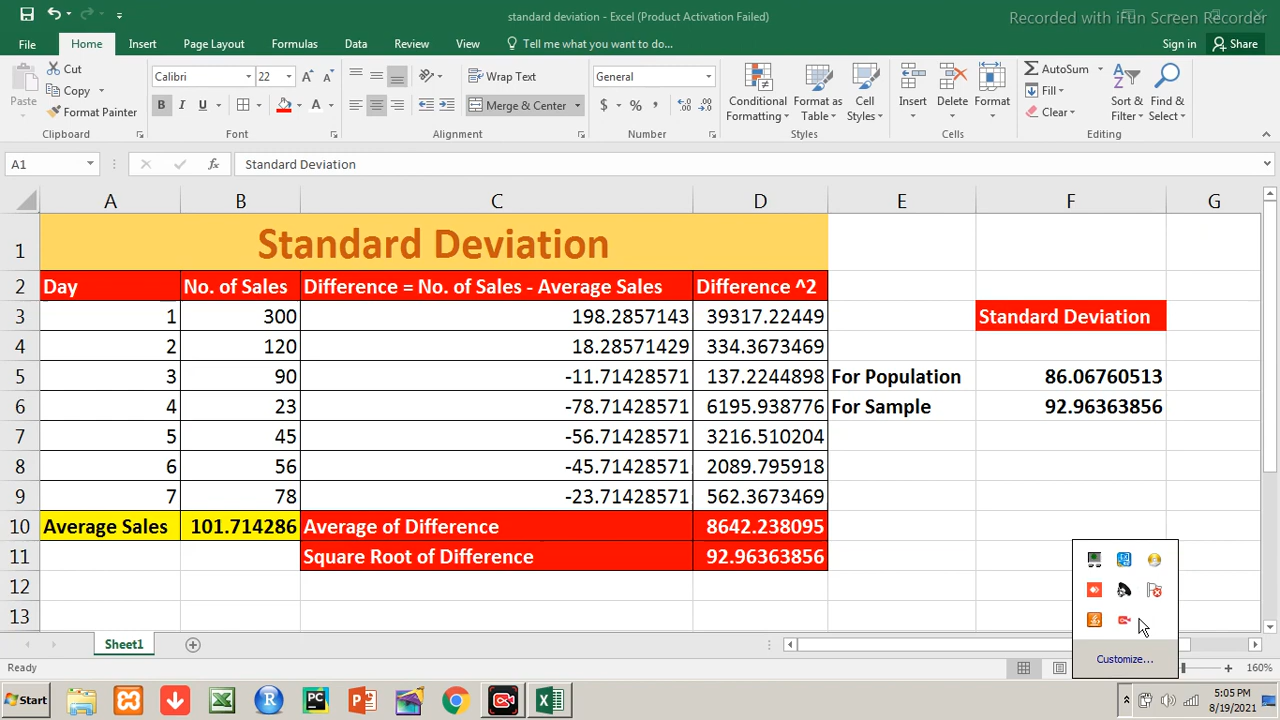 standard deviation - Excel (Product Activation Failed)
Recorded with iFun Screen Recorder
File Home Insert Page Layout Formulas Data Review View Tell me what you want to do... Sign in Share
Paste Cut Copy Format Painter
Calibri 22 Wrap Text Merge & Center General
Conditional Formatting Format as Table Cell Styles Insert Delete Format AutoSum Fill Clear Sort & Filter Find & Select
Clipboard Font Alignment Number Styles Cells Editing
A1 fx Standard Deviation
A B C D E F G
1 Standard Deviation
2 Day No. of Sales Difference = No. of Sales - Average Sales Difference ^2
3 1 300 198.2857143 39317.22449 Standard Deviation
4 2 120 18.28571429 334.3673469
5 3 90 -11.71428571 137.2244898 For Population 86.06760513
6 4 23 -78.71428571 6195.938776 For Sample 92.96363856
7 5 45 -56.71428571 3216.510204
8 6 56 -45.71428571 2089.795918
9 7 78 -23.71428571 562.3673469
10 Average Sales 101.714286 Average of Difference 8642.238095
11 Square Root of Difference 92.96363856
12
13
Customize...
Sheet1
Ready 160%
Start 5:05 PM
8/19/2021